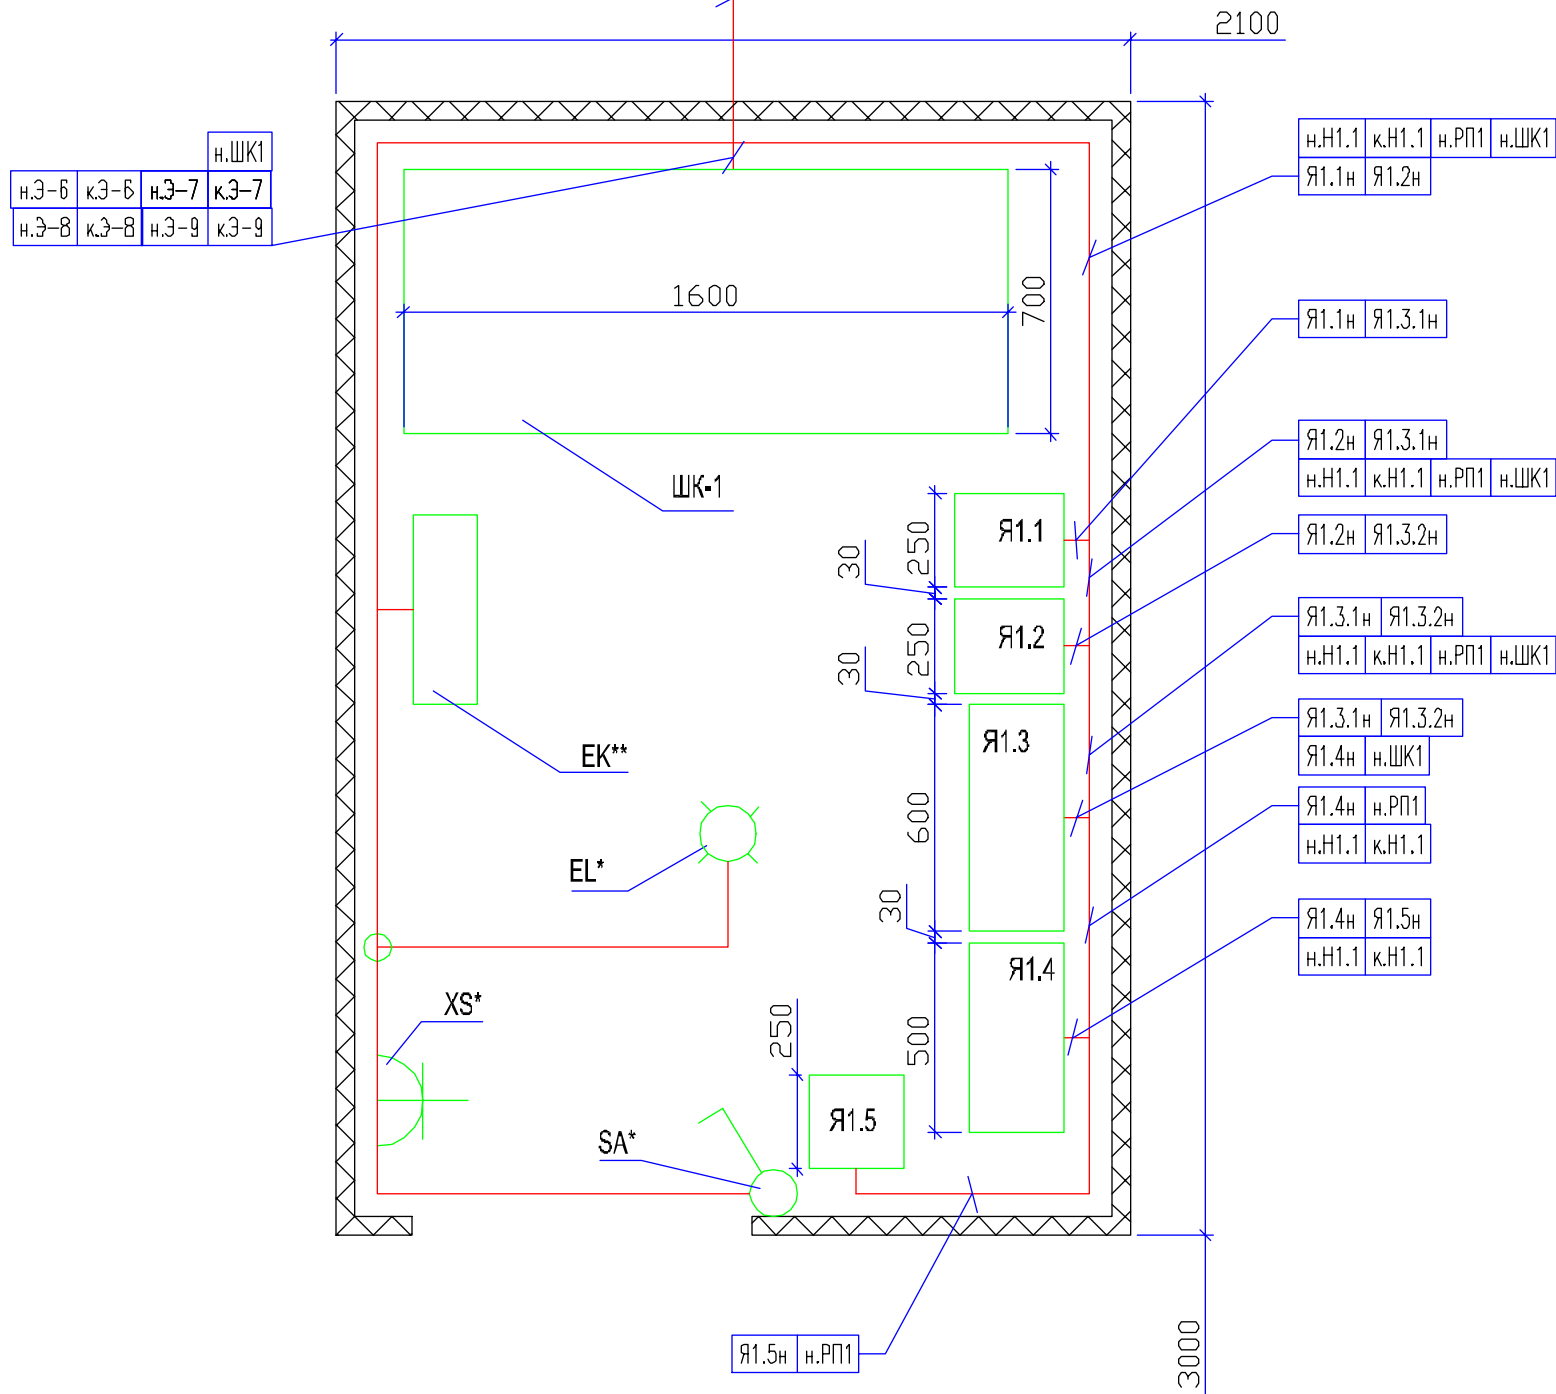 2100
н.ШК1
н.Э-6 к.Э-6 н.Э-7 к.Э-7
н.Э-8 к.Э-8 н.Э-9 к.Э-9
н.Н1.1 к.Н1.1 н.РП1 н.ШК1
Я1.1н Я1.2н
1600
700
Я1.1н Я1.3.1н
ШК-1
Я1.2н Я1.3.1н
н.Н1.1 к.Н1.1 н.РП1 н.ШК1
Я1.1
250
30
Я1.2н Я1.3.2н
Я1.2
250
30
Я1.3.1н Я1.3.2н
н.Н1.1 к.Н1.1 н.РП1 н.ШК1
EK**
Я1.3
600
Я1.3.1н Я1.3.2н
Я1.4н н.ШК1
EL*
Я1.4н н.РП1
н.Н1.1 к.Н1.1
30
Я1.4
500
Я1.4н Я1.5н
н.Н1.1 к.Н1.1
XS*
250
Я1.5
SA*
Я1.5н н.РП1
3000